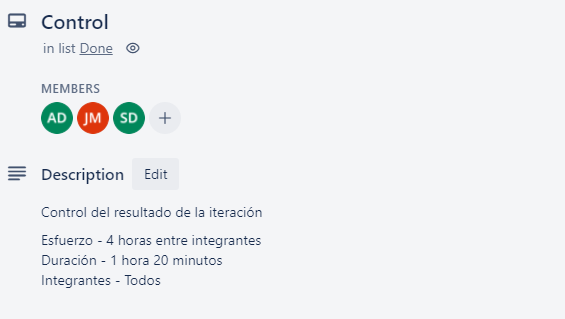 Control
in list Done
MEMBERS
AD JM SD +
Description Edit
Control del resultado de la iteración
Esfuerzo - 4 horas entre integrantes
Duración - 1 hora 20 minutos
Integrantes - Todos